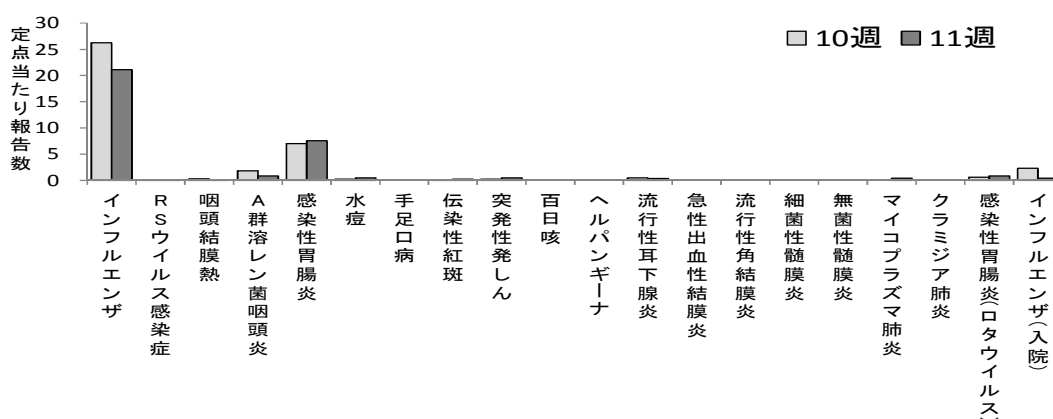 定点当たり報告数
30
25
20
15
10
5
0
10週 11週
インフルエンザ
RSウイルス感染症
咽頭結膜熱
A群溶レン菌咽頭炎
感染性胃腸炎
水痘
手足口病
伝染性紅斑
突発性発しん
百日咳
ヘルパンギーナ
流行性耳下腺炎
急性出血性結膜炎
流行性角結膜炎
細菌性髄膜炎
無菌性髄膜炎
マイコプラズマ肺炎
クラミジア肺炎
感染性胃腸炎(ロタウイルス)
インフルエンザ(入院)